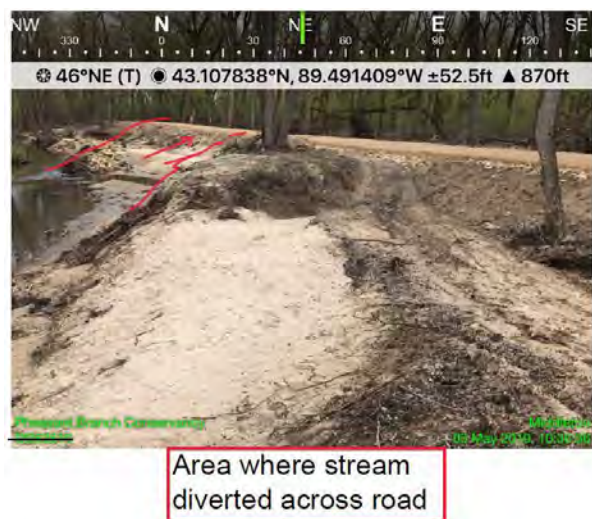 NW N NE E SE
330 0 30 60 90 120
46°NE (T) 43.107838°N, 89.491409°W ±52.5ft ▲ 870ft
Pheasant Branch Conservancy
Middleton
Area where stream
diverted across road